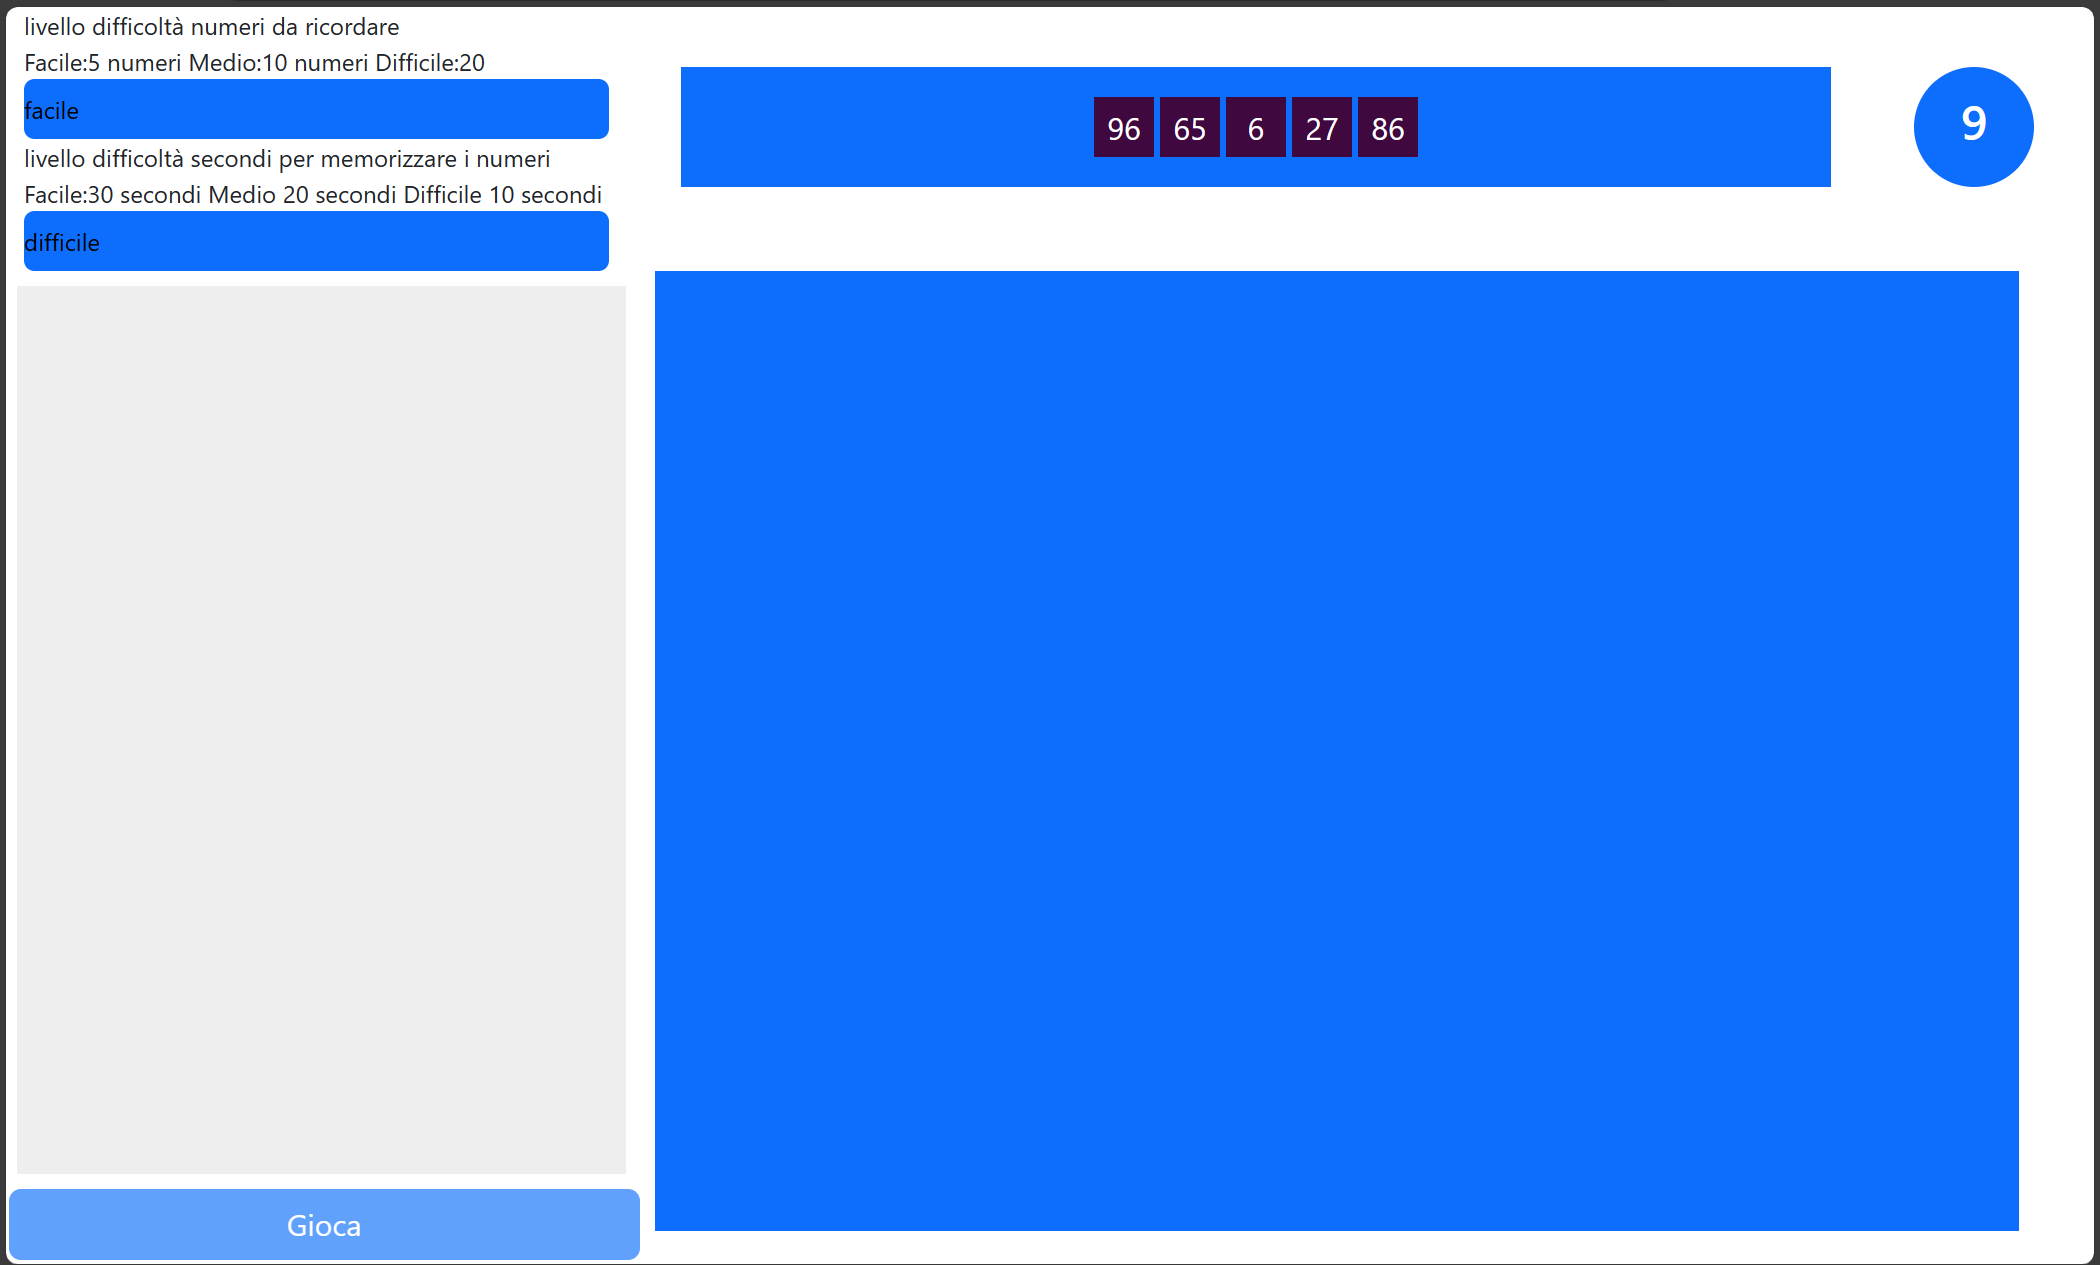 livello difficoltà numeri da ricordare
Facile:5 numeri Medio:10 numeri Difficile:20
facile
livello difficoltà secondi per memorizzare i numeri
Facile:30 secondi Medio 20 secondi Difficile 10 secondi
difficile
Gioca
96 65 6 27 86
9